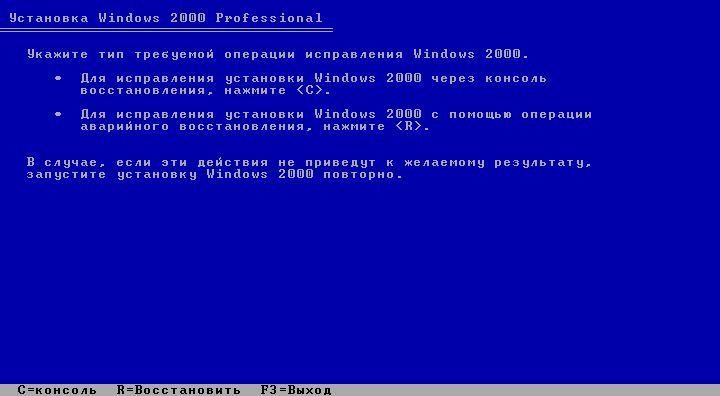 Установка Windows 2000 Professional
Укажите тип требуемой операции исправления Windows 2000.
• Для исправления установки Windows 2000 через консоль
восстановления, нажмите <C>.
• Для исправления установки Windows 2000 с помощью операции
аварийного восстановления, нажмите <R>.
В случае, если эти действия не приведут к желаемому результату,
запустите установку Windows 2000 повторно.
C=консоль R=Восстановить F3=Выход